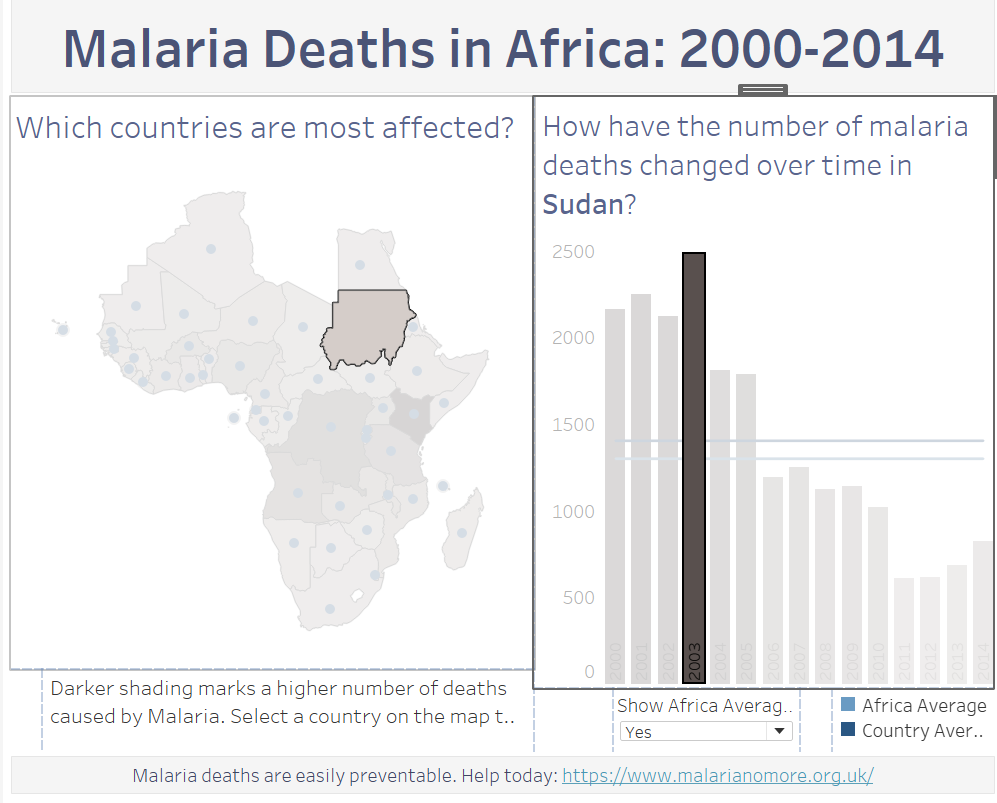 Malaria Deaths in Africa: 2000-2014
Which countries are most affected?
How have the number of malaria
deaths changed over time in
Sudan?
2500
2000
1500
1000
500
0
2000
2001
2002
2003
2004
2005
2006
2007
2008
2009
2010
2011
2012
2013
2014
Darker shading marks a higher number of deaths
caused by Malaria. Select a country on the map t..
Show Africa Averag..
Yes
Africa Average
Country Aver..
Malaria deaths are easily preventable. Help today: https://www.malarianomore.org.uk/